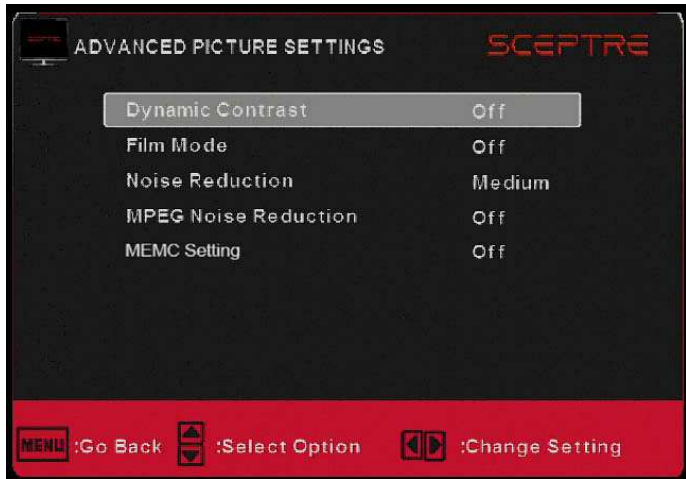 ADVANCED PICTURE SETTINGS SCEPTRE
Dynamic Contrast Off
Film Mode Off
Noise Reduction Medium
MPEG Noise Reduction Off
MEMC Setting Off
MENU :Go Back :Select Option :Change Setting